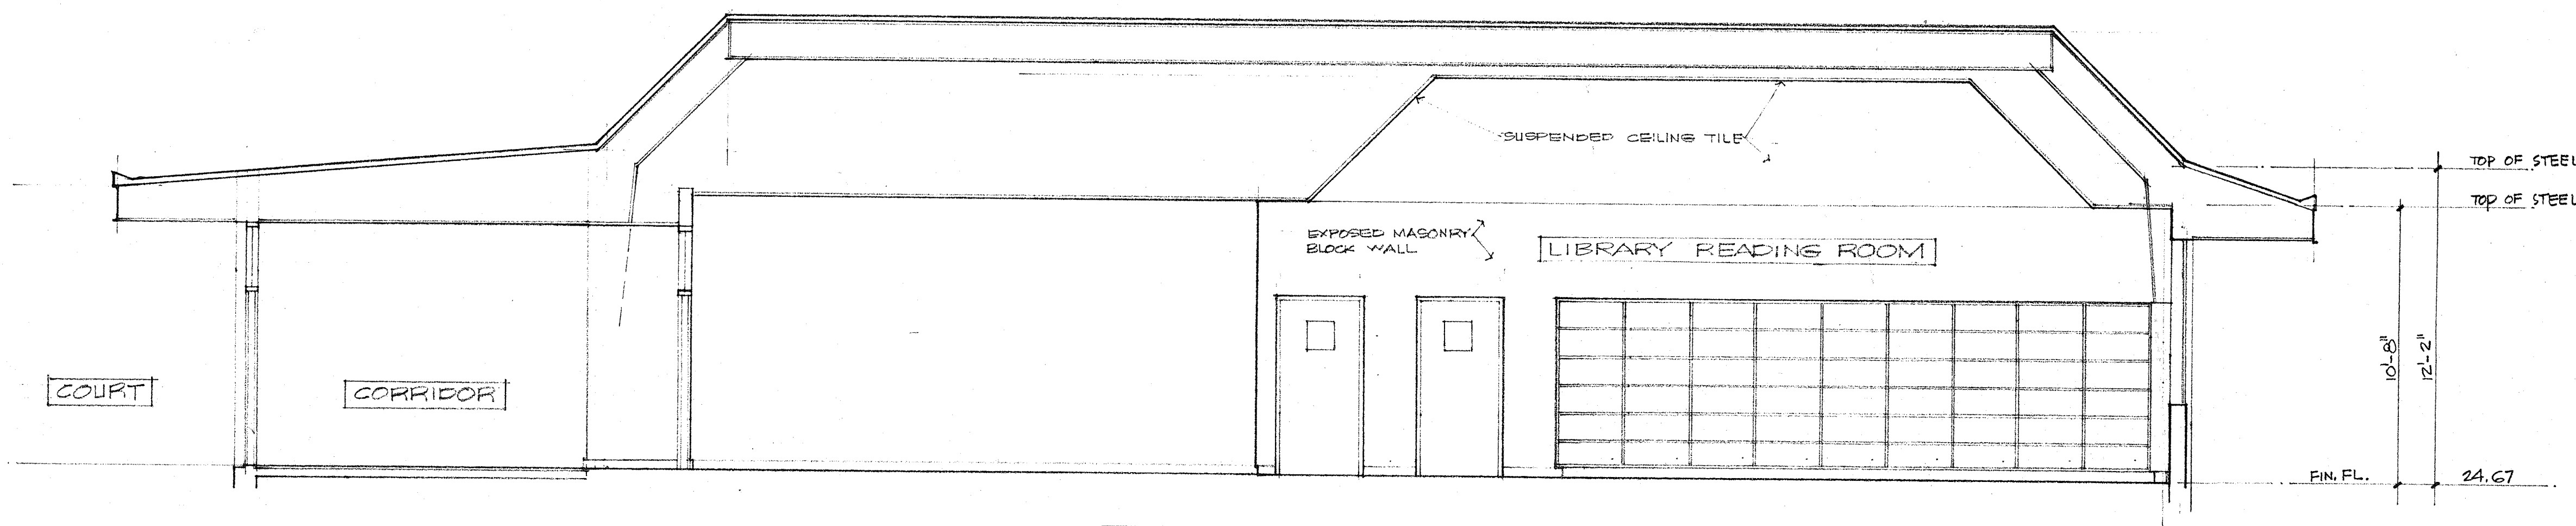 SUSPENDED CEILING TILE
TOP OF STEEL
TOP OF STEEL
EXPOSED MASONRY
BLOCK WALL
LIBRARY READING ROOM
10'-8"
12'-2"
COURT
CORRIDOR
FIN. FL.
24.67